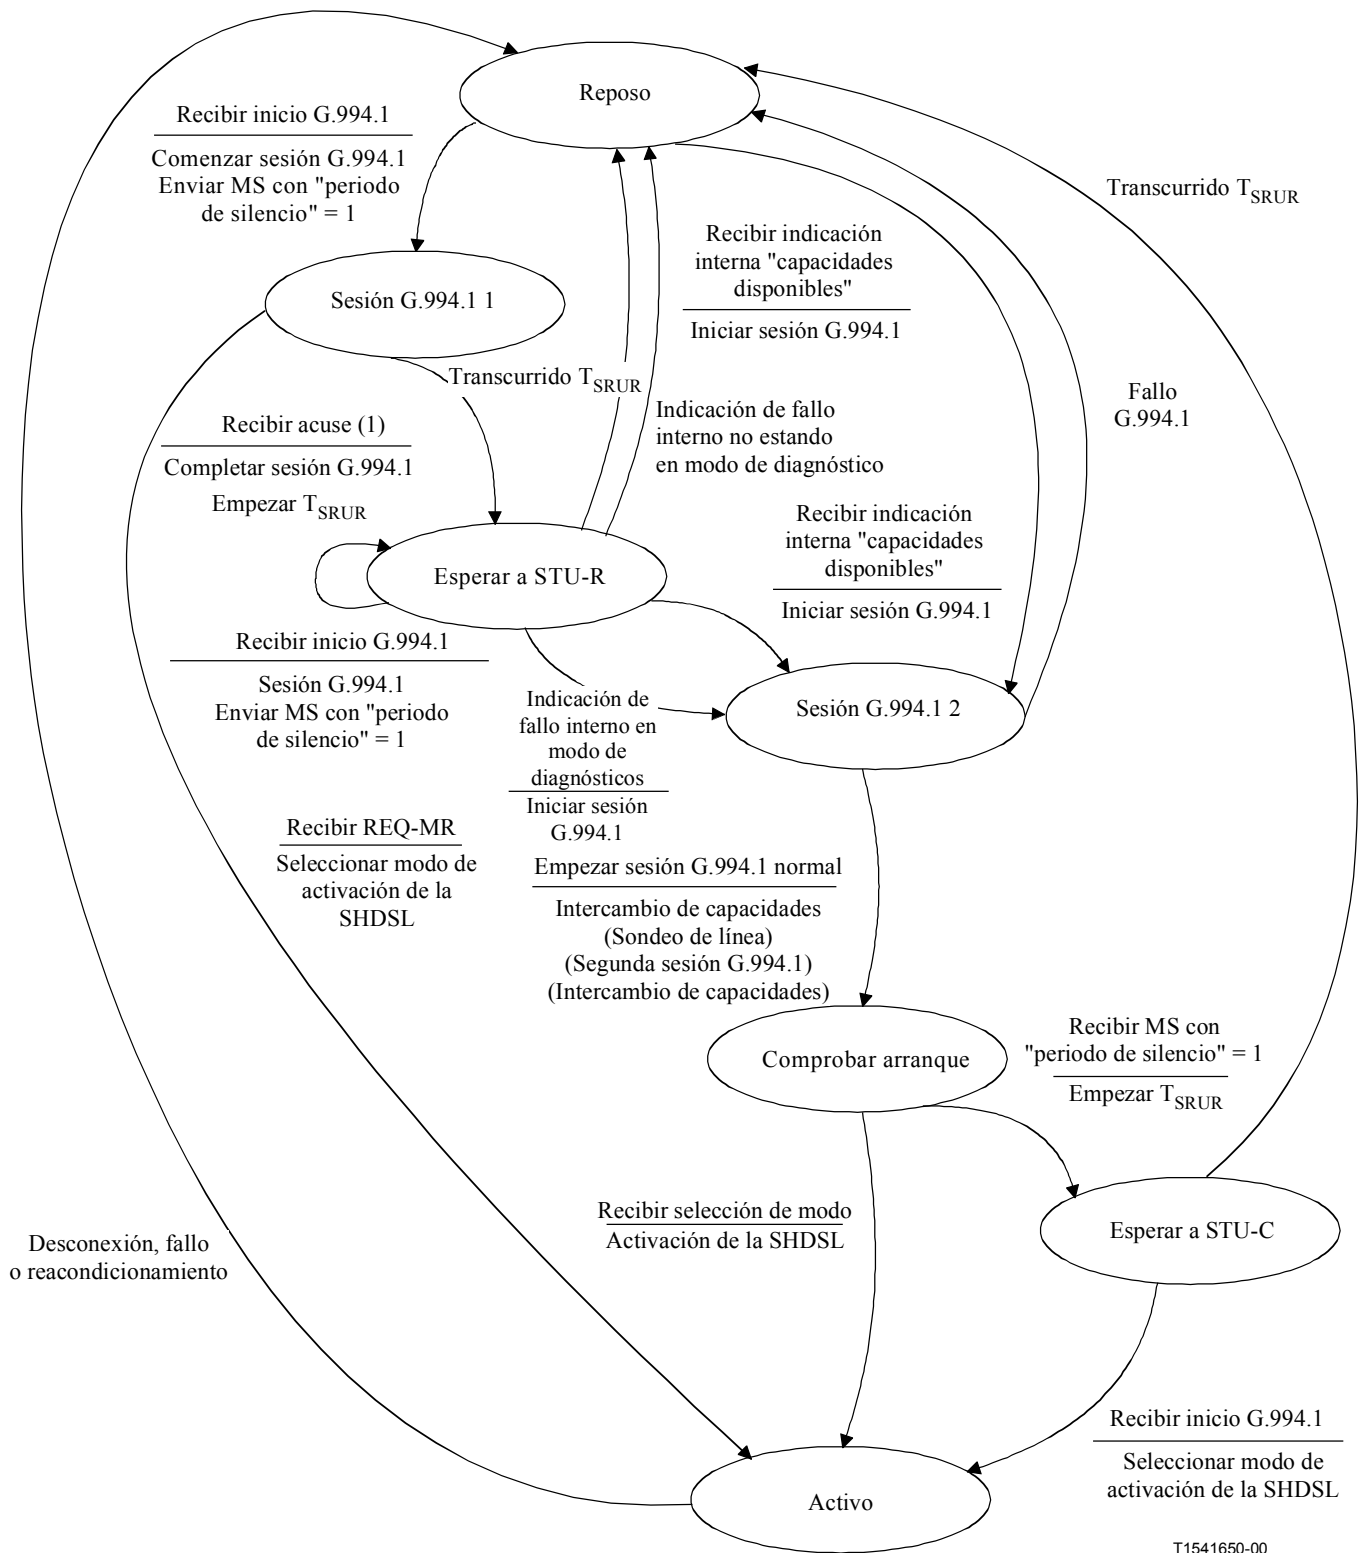 Reposo
Recibir inicio G.994.1
Comenzar sesión G.994.1
Enviar MS con "periodo
de silencio" = 1
Transcurrido TSRUR
Recibir indicación
interna "capacidades
disponibles"
Iniciar sesión G.994.1
Sesión G.994.1 1
Transcurrido TSRUR
Fallo
G.994.1
Indicación de fallo
interno no estando
en modo de diagnóstico
Recibir acuse (1)
Completar sesión G.994.1
Empezar TSRUR
Recibir indicación
interna "capacidades
disponibles"
Iniciar sesión G.994.1
Esperar a STU-R
Recibir inicio G.994.1
Sesión G.994.1
Enviar MS con "periodo
de silencio" = 1
Indicación de
fallo interno en
modo de
diagnósticos
Iniciar sesión
G.994.1
Sesión G.994.1 2
Recibir REQ-MR
Seleccionar modo de
activación de la
SHDSL
Empezar sesión G.994.1 normal
Intercambio de capacidades
(Sondeo de línea)
(Segunda sesión G.994.1)
(Intercambio de capacidades)
Comprobar arranque
Recibir MS con
"periodo de silencio" = 1
Empezar TSRUR
Recibir selección de modo
Activación de la SHDSL
Esperar a STU-C
Desconexión, fallo
o reacondicionamiento
Recibir inicio G.994.1
Seleccionar modo de
activación de la SHDSL
Activo
T1541650-00